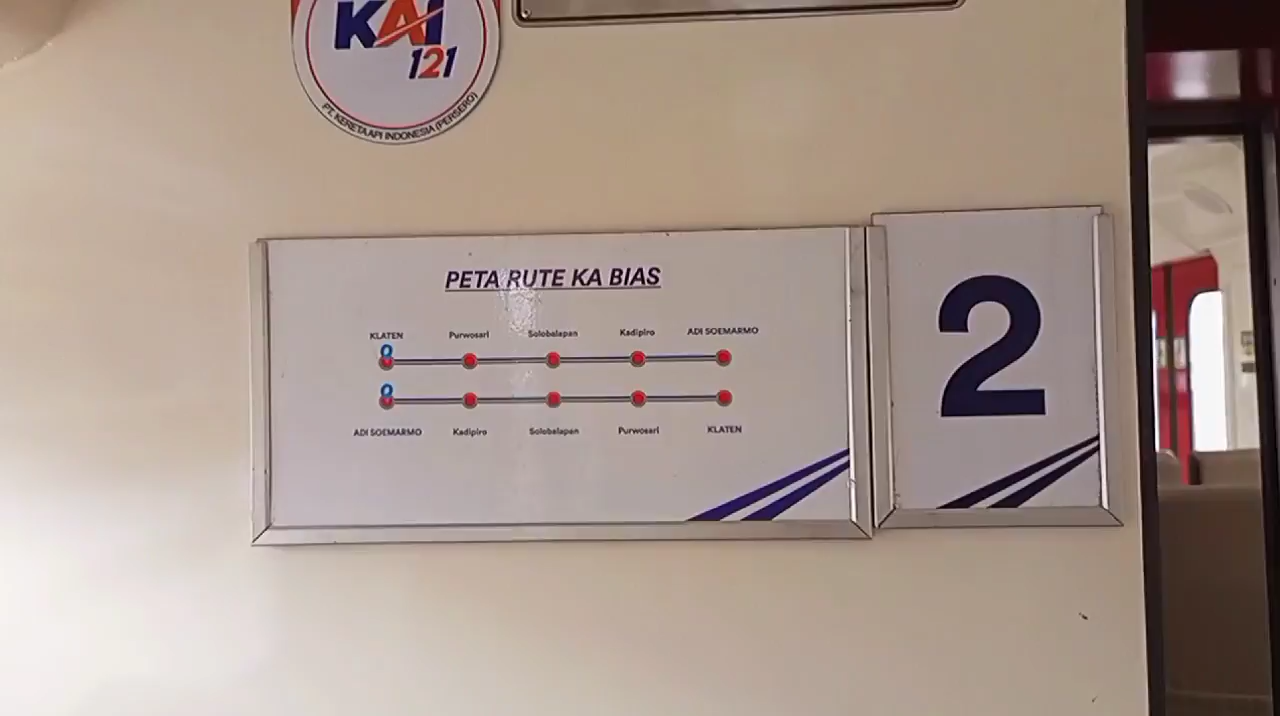 KAI
121
PT. KERETA API INDONESIA (PERSERO)
PETA RUTE KA BIAS
KLATEN Purwosari Solobalapan Kadipiro ADI SOEMARMO
ADI SOEMARMO Kadipiro Solobalapan Purwosari KLATEN
2